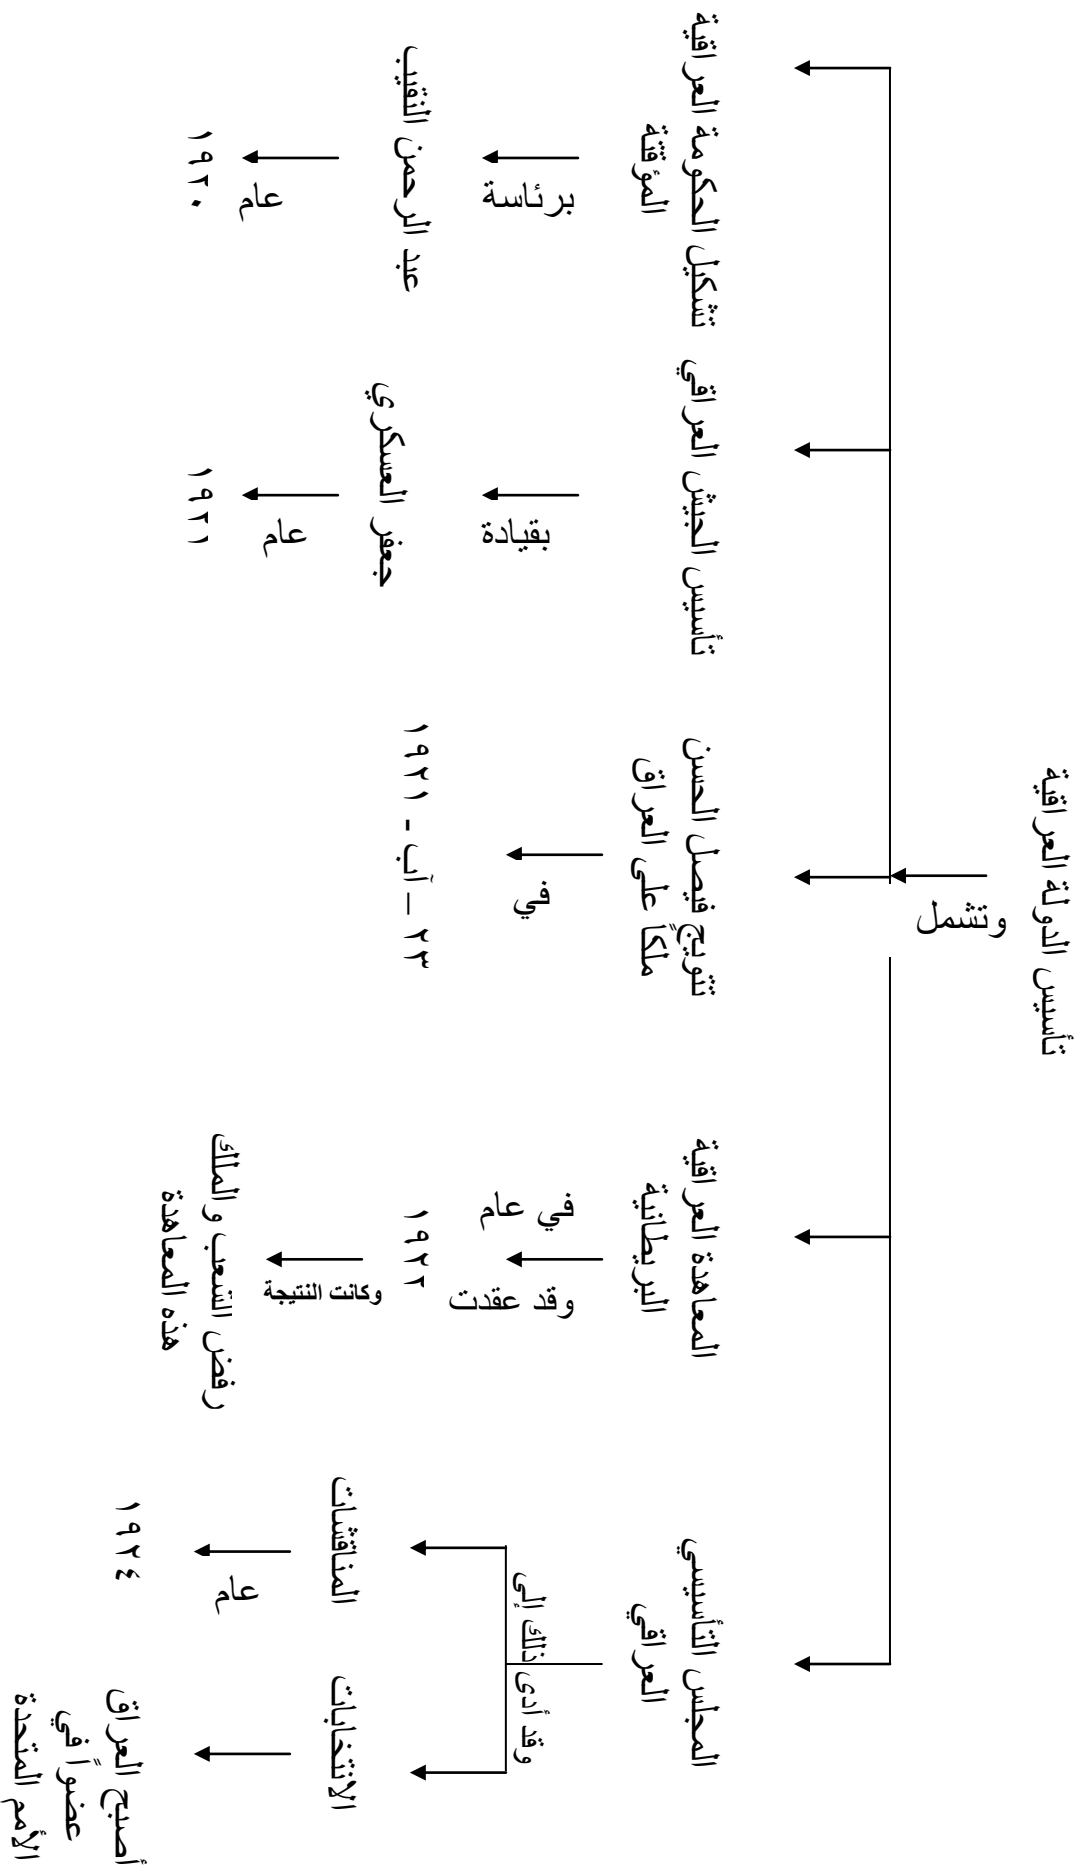 تأسيس الدولة العراقية
وتشمل
تشكيل الحكومة العراقية
المؤقتة
برئاسة
عبد الرحمن النقيب
عام
١٩٢٠
تأسيس الجيش العراقي
بقيادة
جعفر العسكري
عام
١٩٢١
تتويج فيصل الحسن
ملكاً على العراق
في
٢٣ – آب - ١٩٢١
المعاهدة العراقية
البريطانية
في عام
وقد عقدت
١٩٢٢
وكانت النتيجة
رفض الشعب والملك
هذه المعاهدة
المجلس التأسيسي
العراقي
وقد أدى ذلك إلى
المناقشات
عام
١٩٢٤
الانتخابات
أصبح العراق
عضواً في
الأمم المتحدة